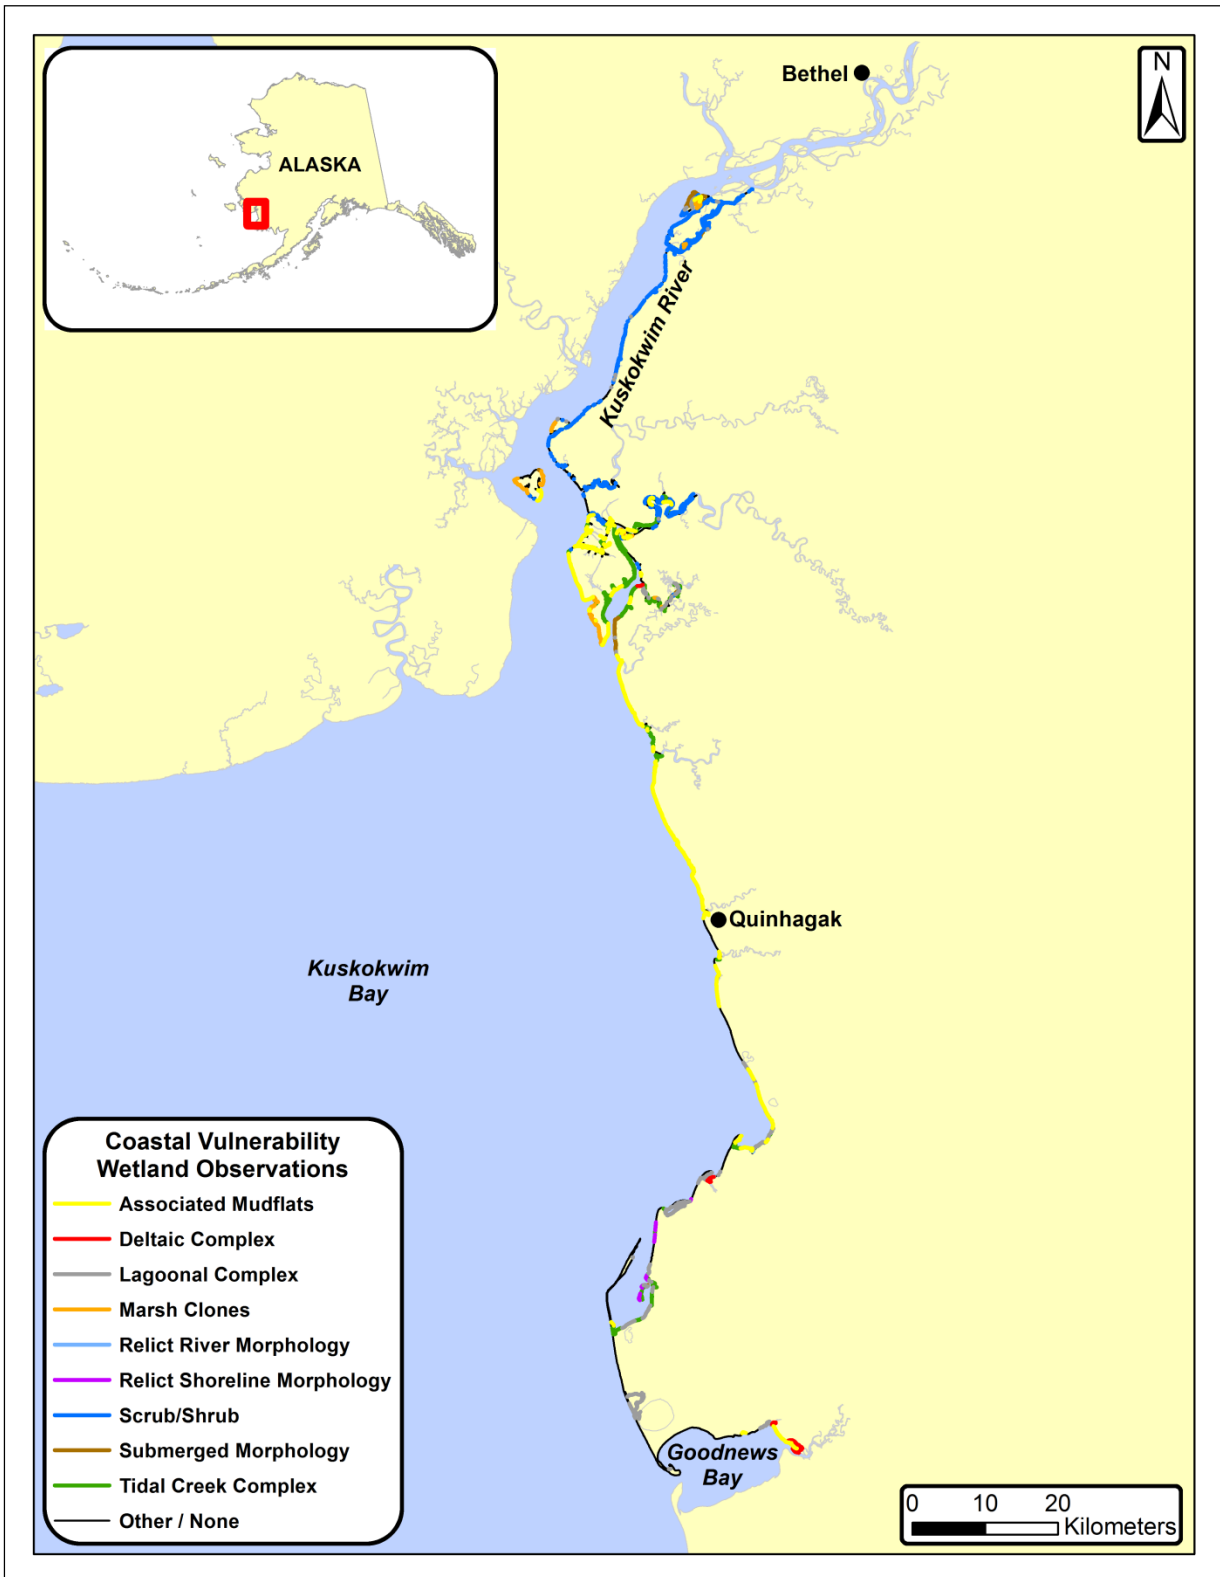 Bethel
N
ALASKA
Kuskokwim River
Quinhagak
Kuskokwim
Bay
Coastal Vulnerability
Wetland Observations
Associated Mudflats
Deltaic Complex
Lagoonal Complex
Marsh Clones
Relict River Morphology
Relict Shoreline Morphology
Scrub/Shrub
Submerged Morphology
Tidal Creek Complex
Other / None
Goodnews
Bay
0 10 20
Kilometers